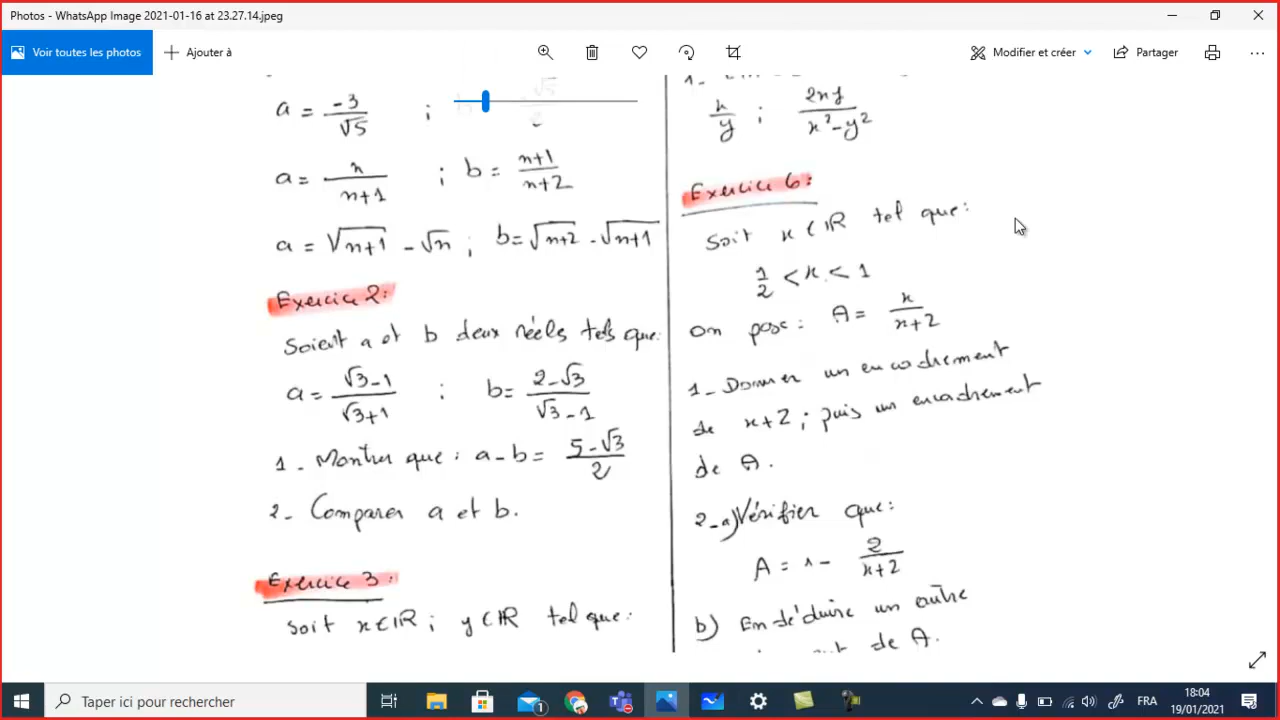 Photos - WhatsApp Image 2021-01-16 at 23.27.14.jpeg
Voir toutes les photos
Ajouter à
Modifier et créer
Partager
a = -3/√5 ;
a = n/n+1 ; b = n+1/n+2
a = √n+1 - √n ; b = √n+2 - √n+1
Exercice 2:
Soient a et b deux réels tels que:
a = √3-1/√3+1 ; b = 2-√3/√3-1
1- Montrer que: a-b = 5-√3/2
2- Comparer a et b.
Exercice 3:
Soit x∈ℝ ; y∈ℝ tel que:
1-
x/y ; 2xy/x²-y²
Exercice 6:
Soit x∈ℝ tel que:
1/2 < x < 1
On pose: A = x/x+2
1- Donner un encadrement
de x+2 ; puis un encadrement
de A.
2-a) Vérifier que:
A = 1 - 2/x+2
b) En déduire un autre
de A.
Taper ici pour rechercher
1
FRA
18:04
19/01/2021